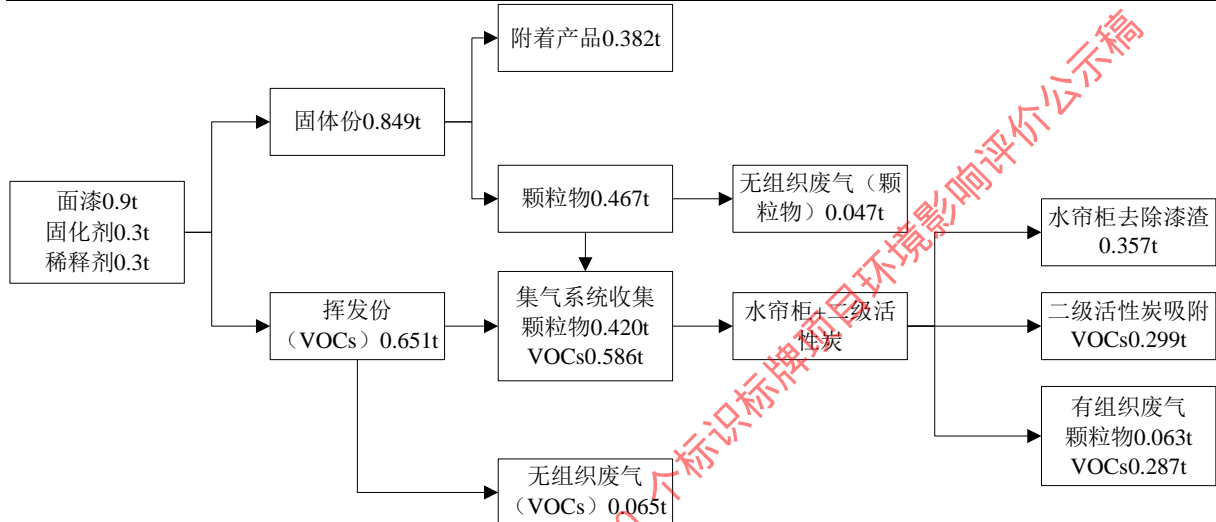 附着产品0.382t
固体份0.849t
面漆0.9t
固化剂0.3t
稀释剂0.3t
颗粒物0.467t
无组织废气（颗
粒物）0.047t
水帘柜去除漆渣
0.357t
挥发份
（VOCs）0.651t
集气系统收集
颗粒物0.420t
VOCs0.586t
水帘柜+二级活
性炭
二级活性炭吸附
VOCs0.299t
有组织废气
颗粒物0.063t
VOCs0.287t
无组织废气
（VOCs）0.065t
个标识标牌项目环境影响评价公示稿